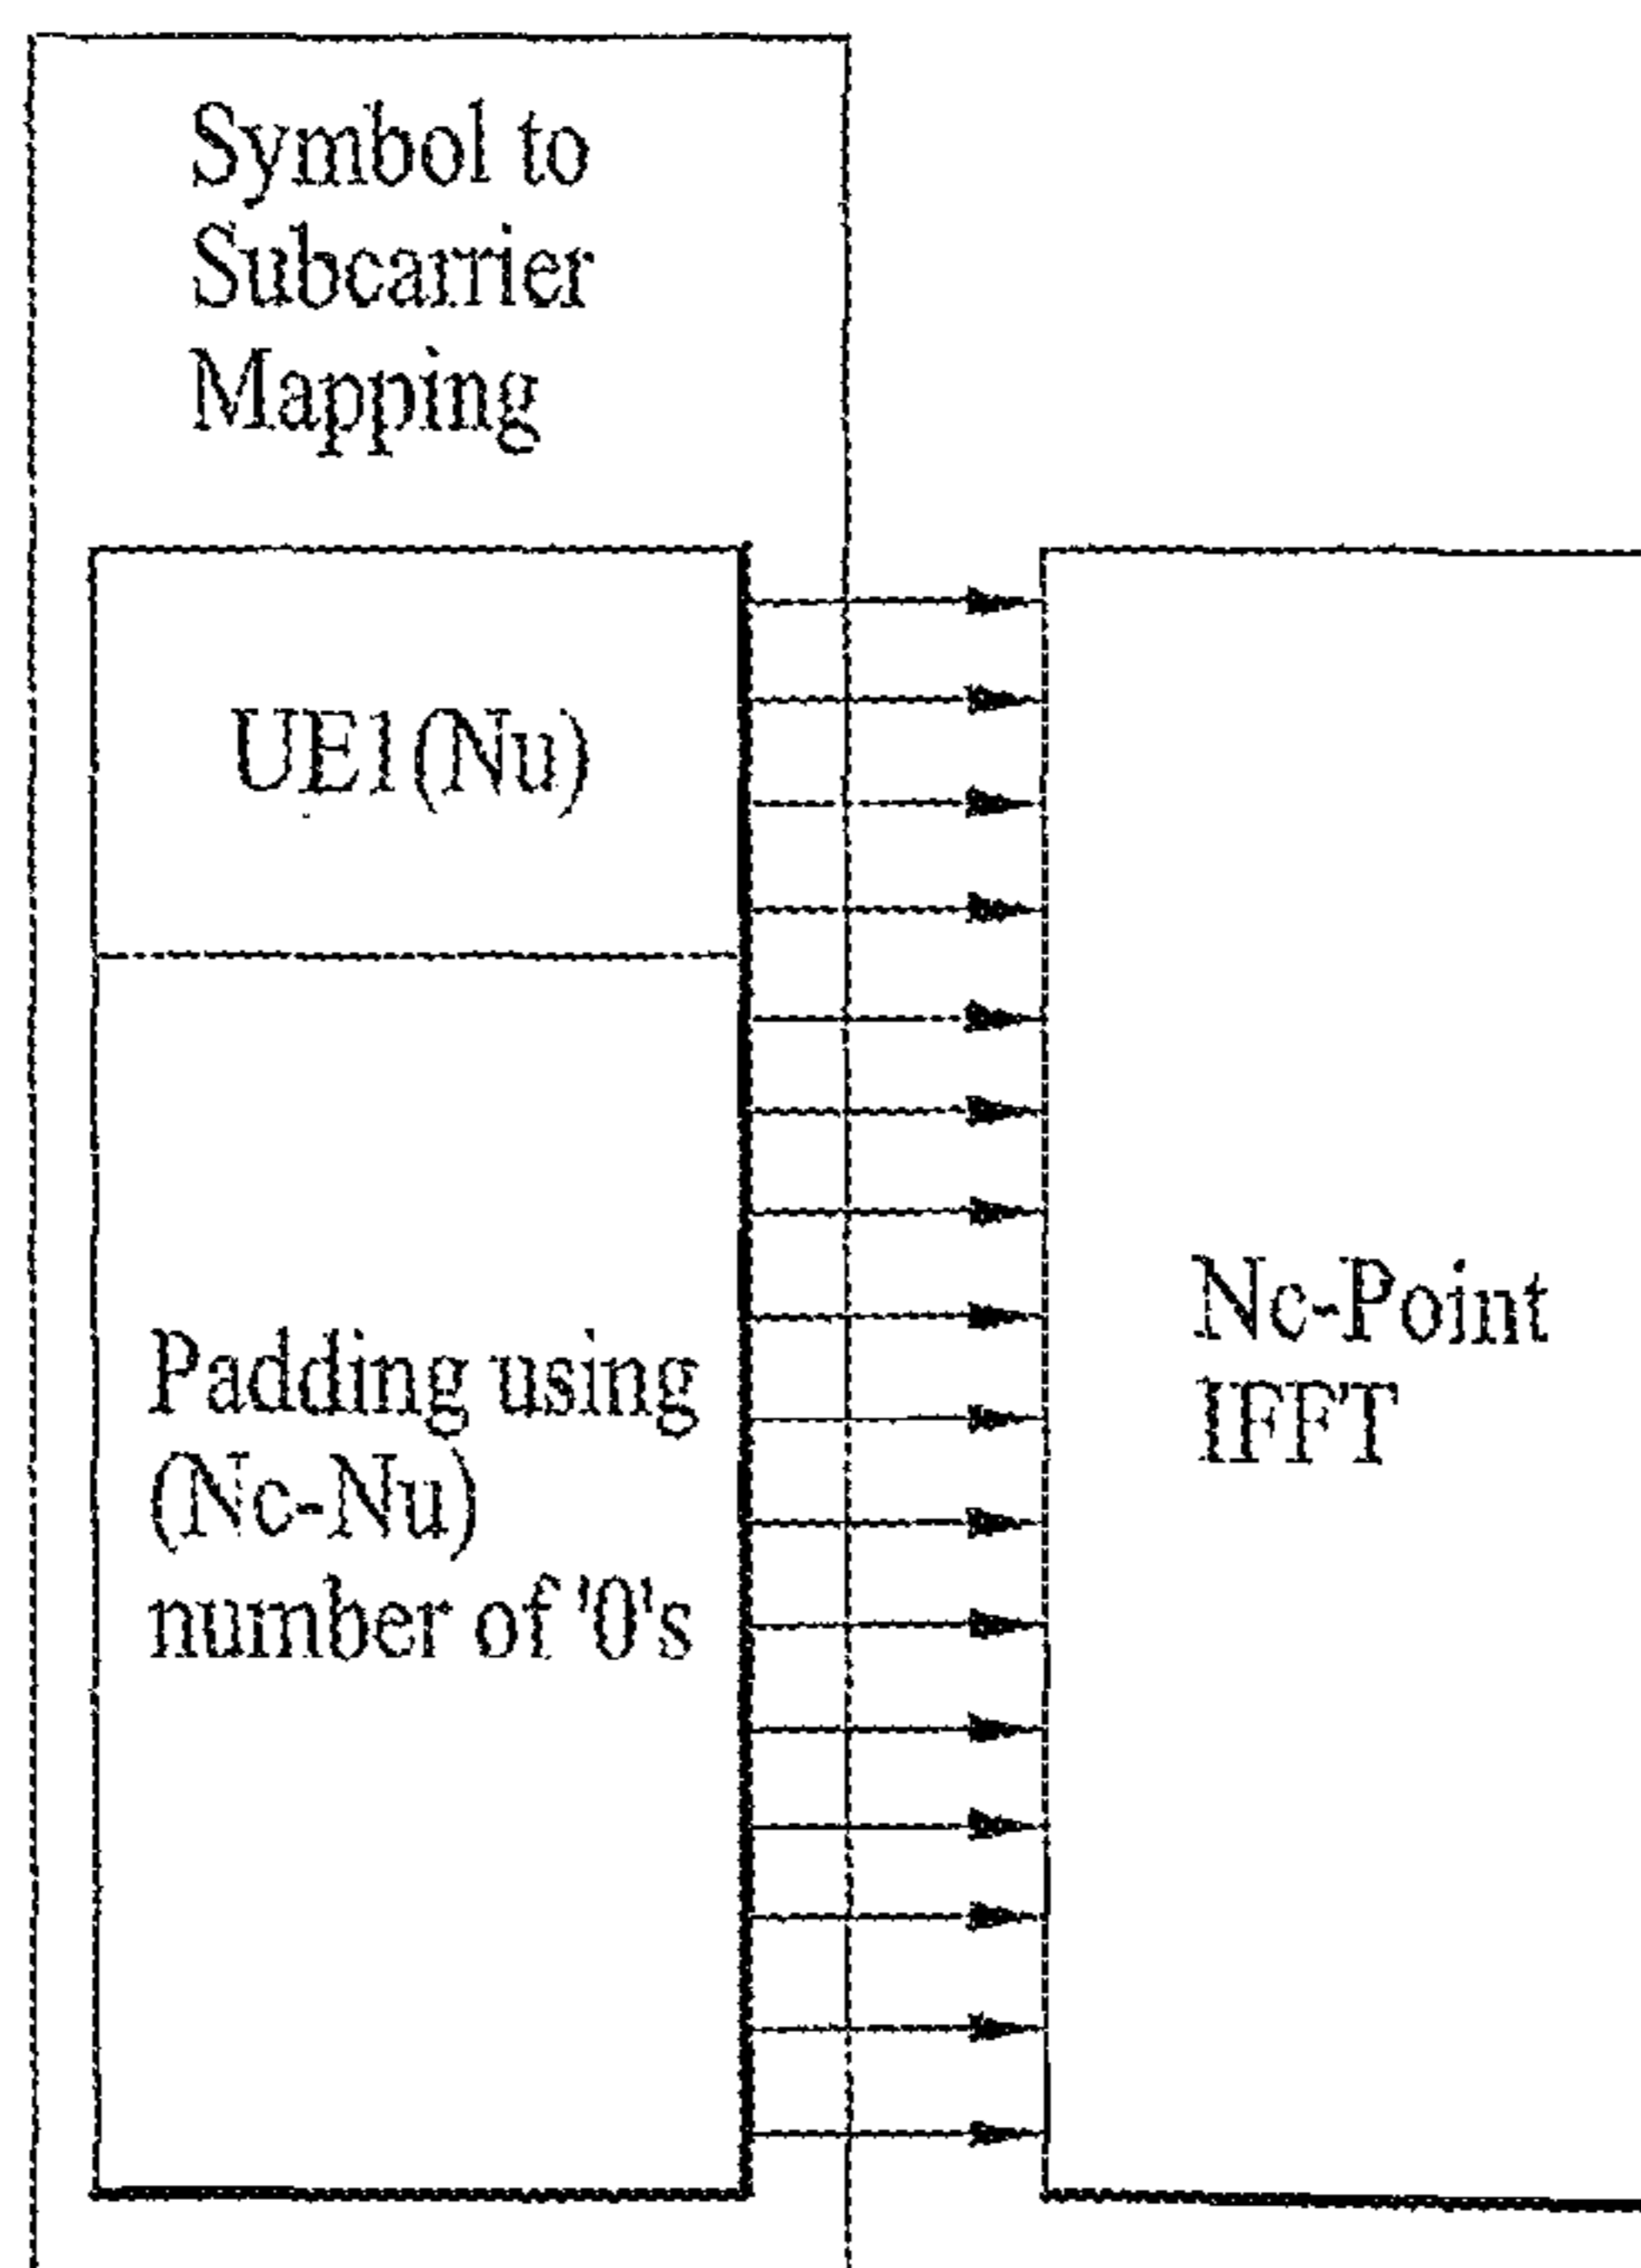 Symbol to
Subcarrier
Mapping
UE1(Nu)
Padding using
(Nc-Nu)
number of '0's
Nc-Point
IFFT